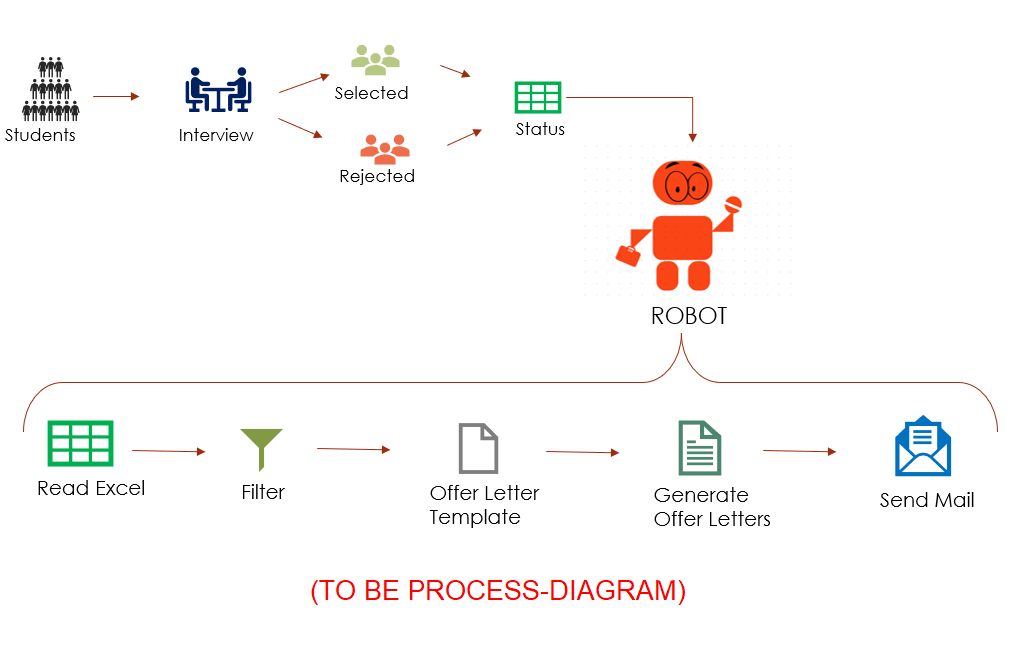 Students
Interview
Selected
Rejected
Status
ROBOT
Read Excel
Filter
Offer Letter
Template
Generate
Offer Letters
Send Mail
(TO BE PROCESS-DIAGRAM)